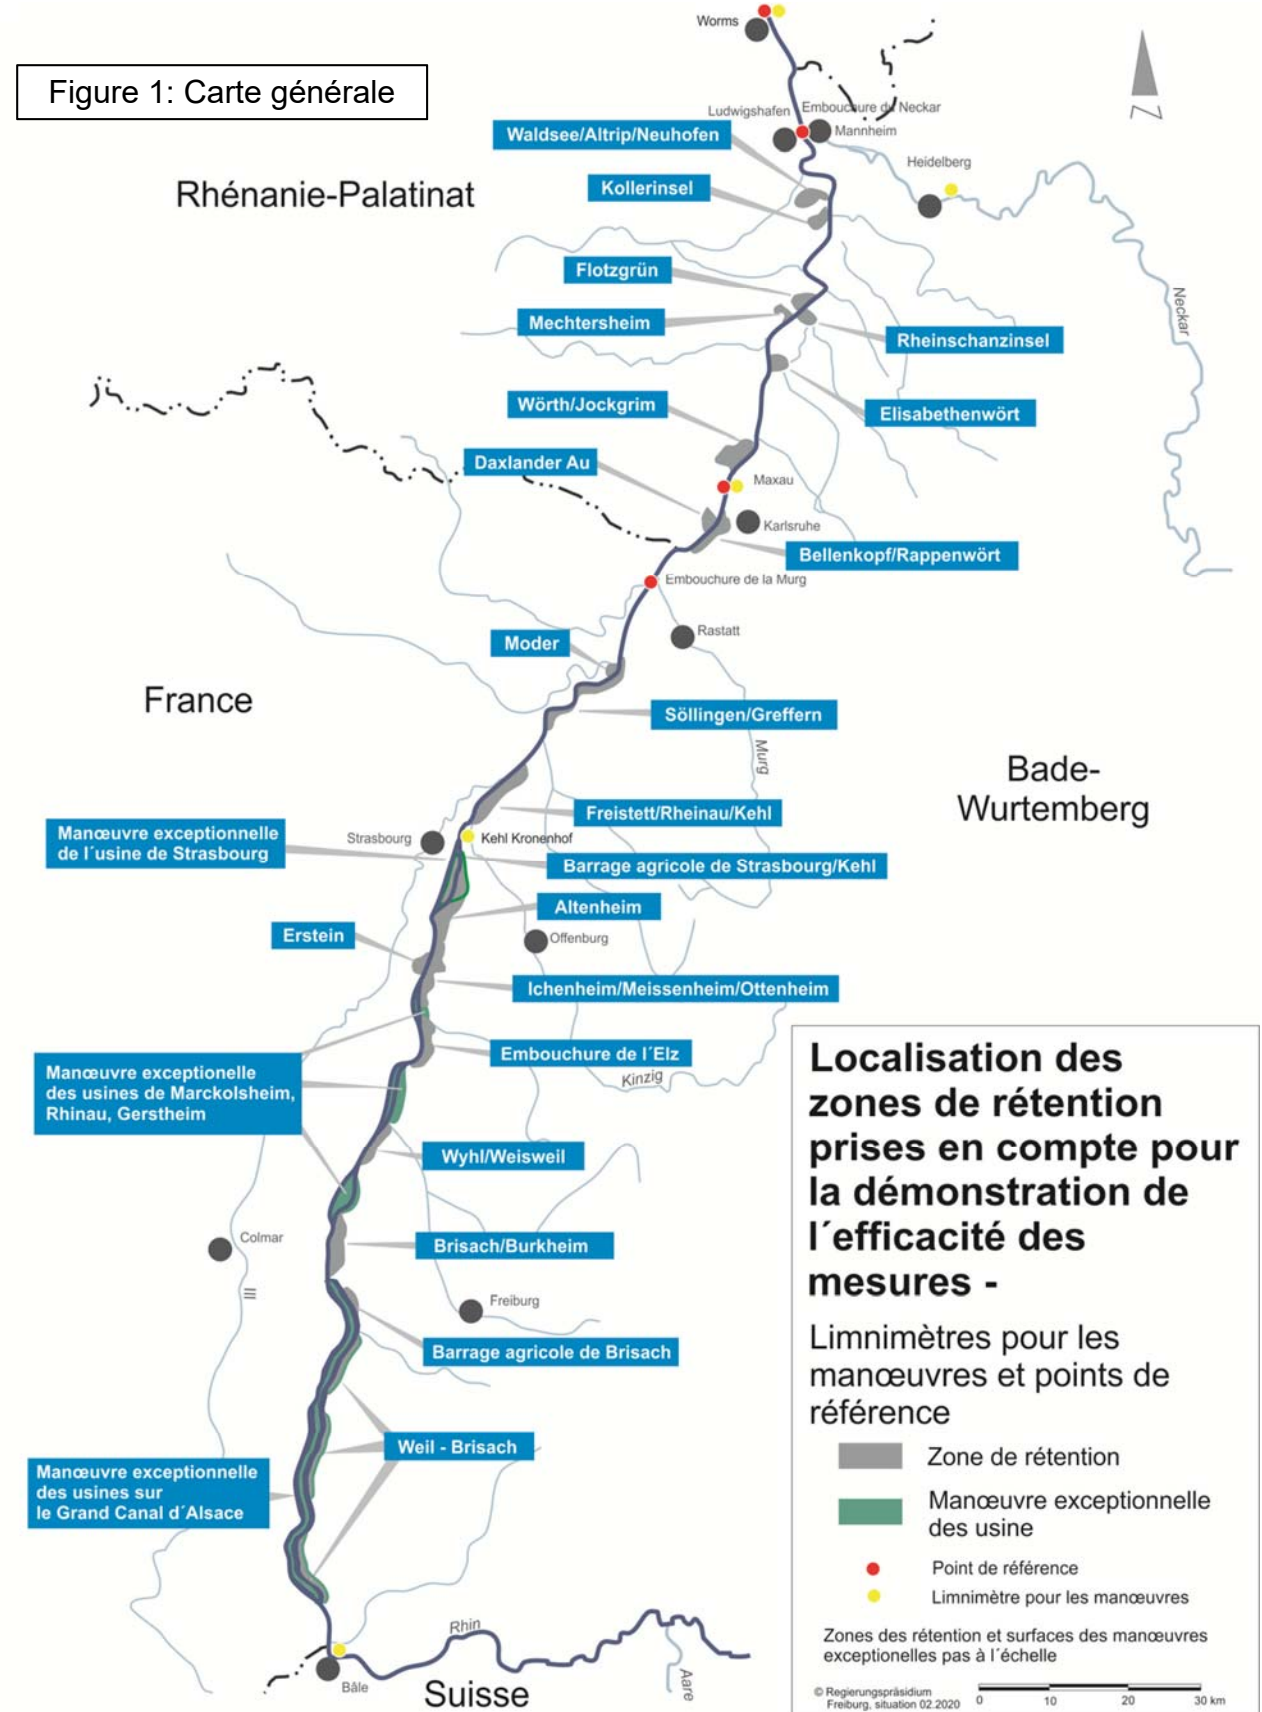 Figure 1: Carte générale
Worms
Ludwigshafen
Embouchure du Neckar
Mannheim
Waldsee/Altrip/Neuhofen
Heidelberg
Kollerinsel
Rhénanie-Palatinat
Flotzgrün
Neckar
Mechtersheim
Rheinschanzinsel
Wörth/Jockgrim
Elisabethenwört
Daxlander Au
Maxau
Karlsruhe
Bellenkopf/Rappenwört
Embouchure de la Murg
Rastatt
Moder
France
Söllingen/Greffern
Murg
Bade-
Wurtemberg
Freistett/Rheinau/Kehl
Manœuvre exceptionnelle
de l´usine de Strasbourg
Strasbourg
Kehl Kronenhof
Barrage agricole de Strasbourg/Kehl
Altenheim
Erstein
Offenburg
Ichenheim/Meissenheim/Ottenheim
Embouchure de l´Elz
Kinzig
Manœuvre exceptionelle
des usines de Marckolsheim,
Rhinau, Gerstheim
Wyhl/Weisweil
Colmar
Brisach/Burkheim
Ill
Freiburg
Barrage agricole de Brisach
Weil - Brisach
Manœuvre exceptionnelle
des usines sur
le Grand Canal d´Alsace
Rhin
Aare
Bâle
Suisse
Localisation des
zones de rétention
prises en compte pour
la démonstration de
l´efficacité des
mesures -
Limnimètres pour les
manœuvres et points de
référence
Zone de rétention
Manœuvre exceptionnelle
des usine
Point de référence
Limnimètre pour les manœuvres
Zones des rétention et surfaces des manœuvres
exceptionelles pas à l´échelle
© Regierungspräsidium
Freiburg, situation 02.2020
0 10 20 30 km
N